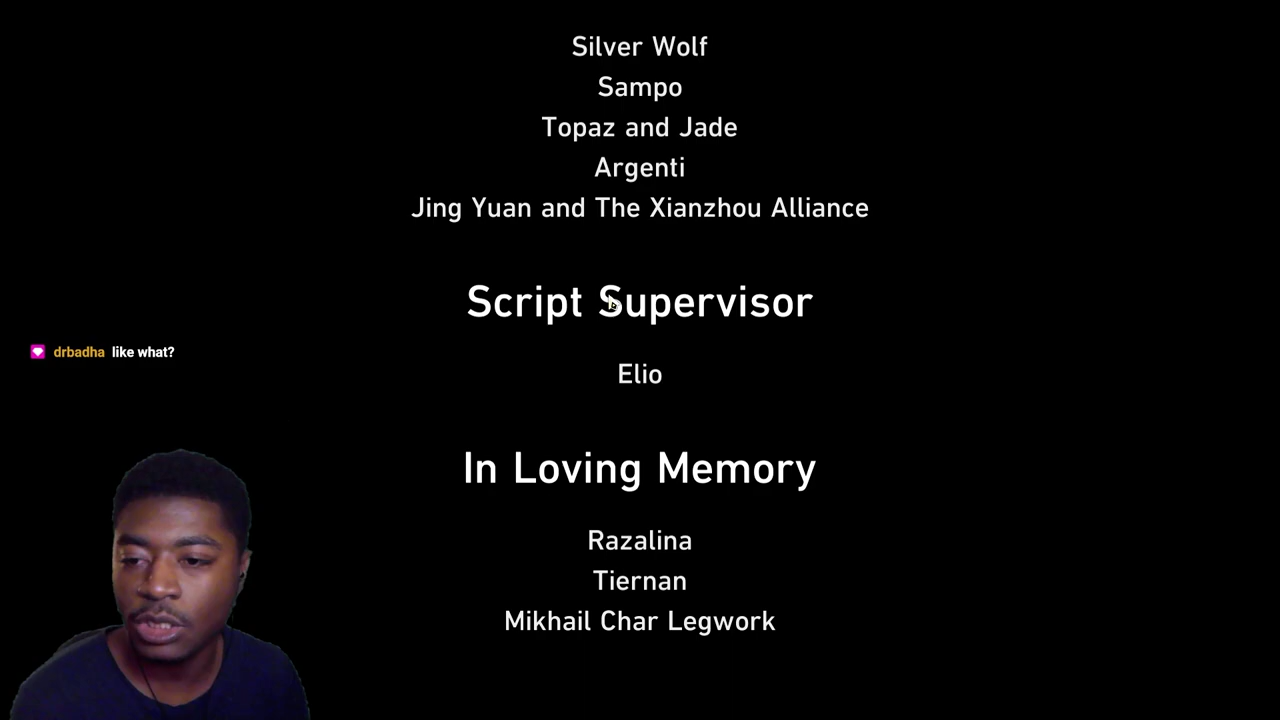 Silver Wolf
Sampo
Topaz and Jade
Argenti
Jing Yuan and The Xianzhou Alliance
Script Supervisor
drbadha like what?
Elio
In Loving Memory
Razalina
Tiernan
Mikhail Char Legwork